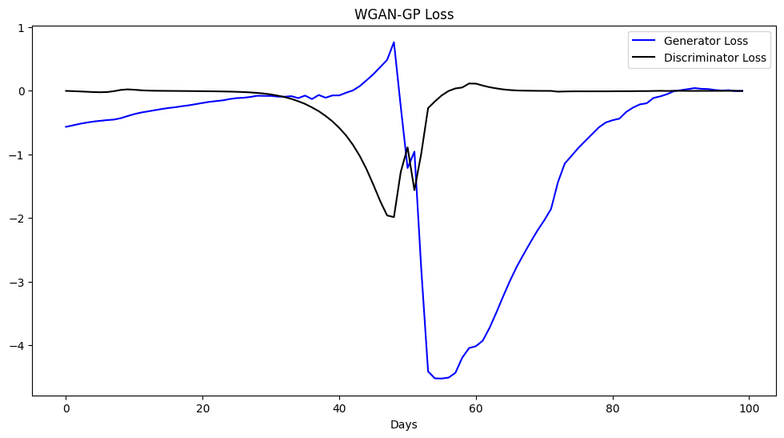 WGAN-GP Loss
Generator Loss
Discriminator Loss
1
0
−1
−2
−3
−4
0 20 40 60 80 100
Days